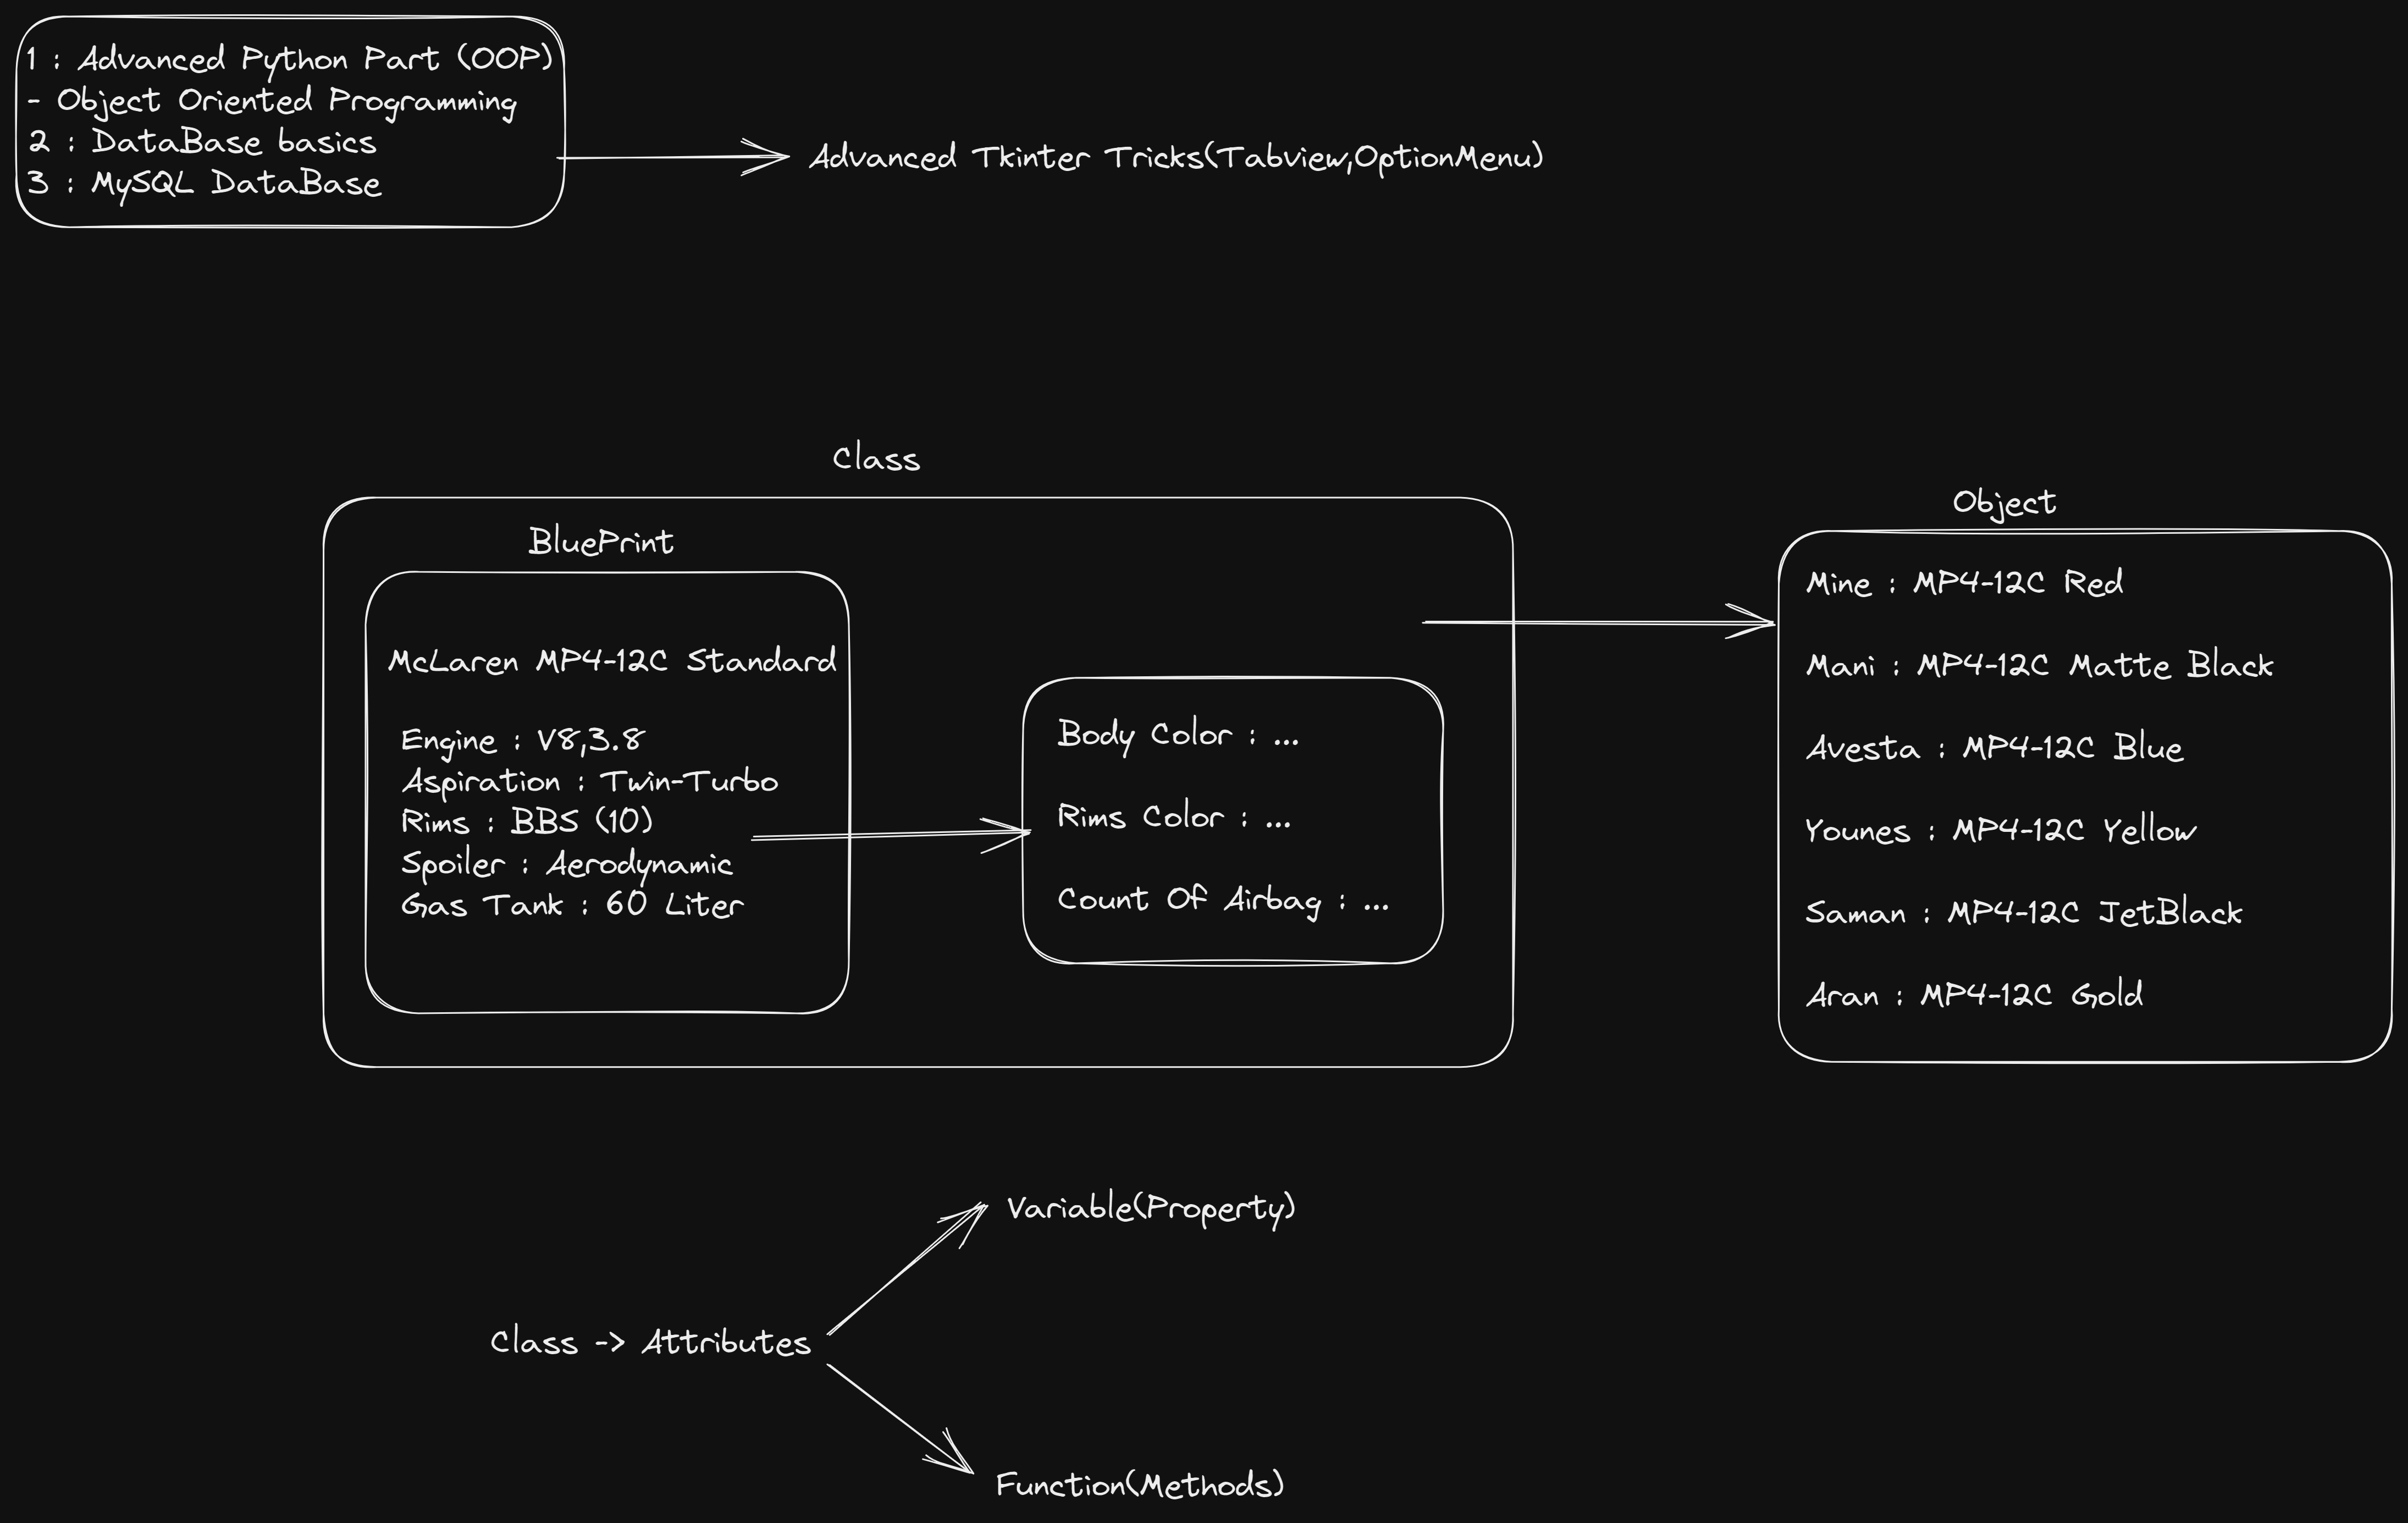 1 : Advanced Python Part (OOP)
- Object Oriented Programming
2 : DataBase basics
3 : MySQL DataBase
Advanced Tkinter Tricks(Tabview,OptionMenu)
Class
BluePrint
McLaren MP4-12C Standard
Engine : V8,3.8
Aspiration : Twin-Turbo
Rims : BBS (10)
Spoiler : Aerodynamic
Gas Tank : 60 Liter
Body Color : ...
Rims Color : ...
Count Of Airbag : ...
Object
Mine : MP4-12C Red
Mani : MP4-12C Matte Black
Avesta : MP4-12C Blue
Younes : MP4-12C Yellow
Saman : MP4-12C JetBlack
Aran : MP4-12C Gold
Class -> Attributes
Variable(Property)
Function(Methods)